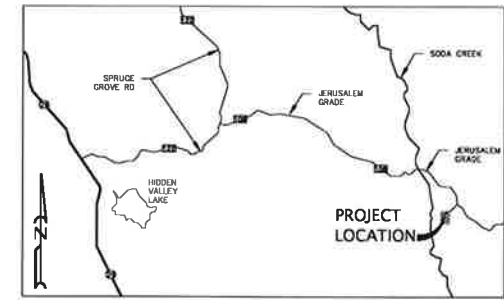 SODA CREEK
SPRUCE
GROVE RD
JERUSALEM
GRADE
JERUSALEM
GRADE
HIDDEN
VALLEY
LAKE
PROJECT
LOCATION
N